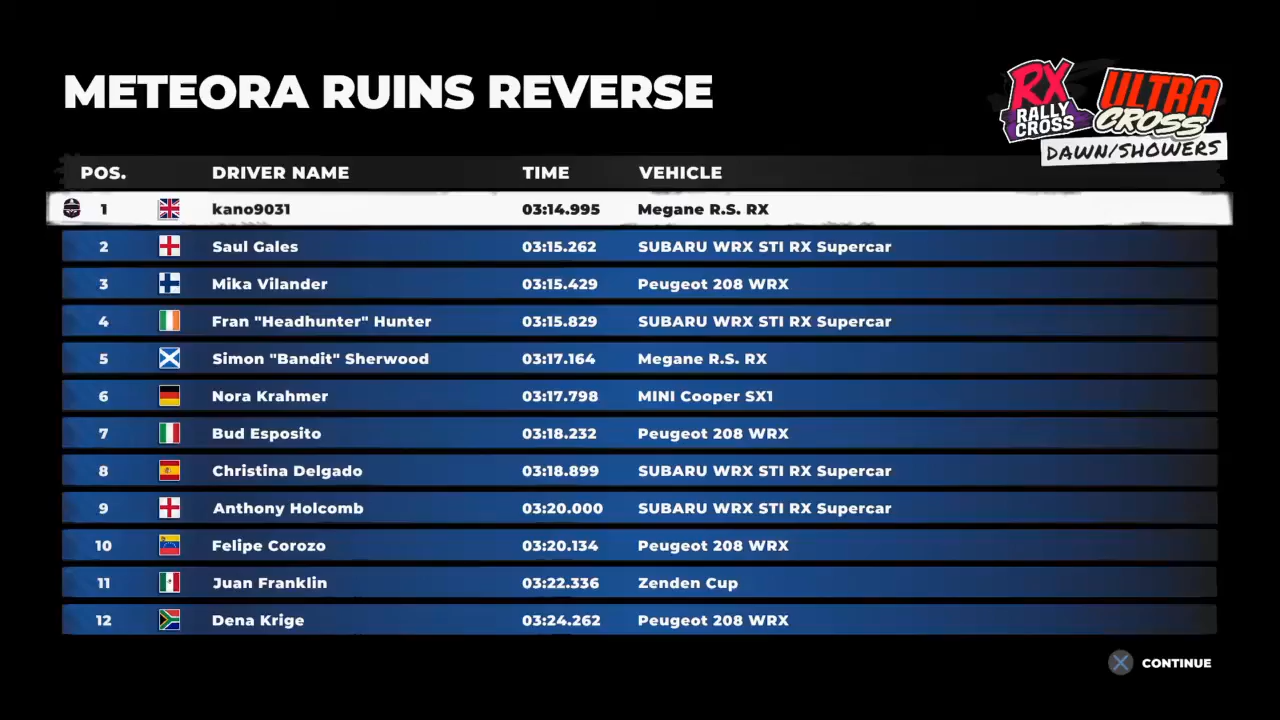 METEORA RUINS REVERSE
RX RALLY CROSS ULTRA CROSS
DAWN/SHOWERS
POS. DRIVER NAME TIME VEHICLE
1 kano9031 03:14.995 Megane R.S. RX
2 Saul Gales 03:15.262 SUBARU WRX STI RX Supercar
3 Mika Vilander 03:15.429 Peugeot 208 WRX
4 Fran "Headhunter" Hunter 03:15.829 SUBARU WRX STI RX Supercar
5 Simon "Bandit" Sherwood 03:17.164 Megane R.S. RX
6 Nora Krahmer 03:17.798 MINI Cooper SX1
7 Bud Esposito 03:18.232 Peugeot 208 WRX
8 Christina Delgado 03:18.899 SUBARU WRX STI RX Supercar
9 Anthony Holcomb 03:20.000 SUBARU WRX STI RX Supercar
10 Felipe Corozo 03:20.134 Peugeot 208 WRX
11 Juan Franklin 03:22.336 Zenden Cup
12 Dena Krige 03:24.262 Peugeot 208 WRX
CONTINUE